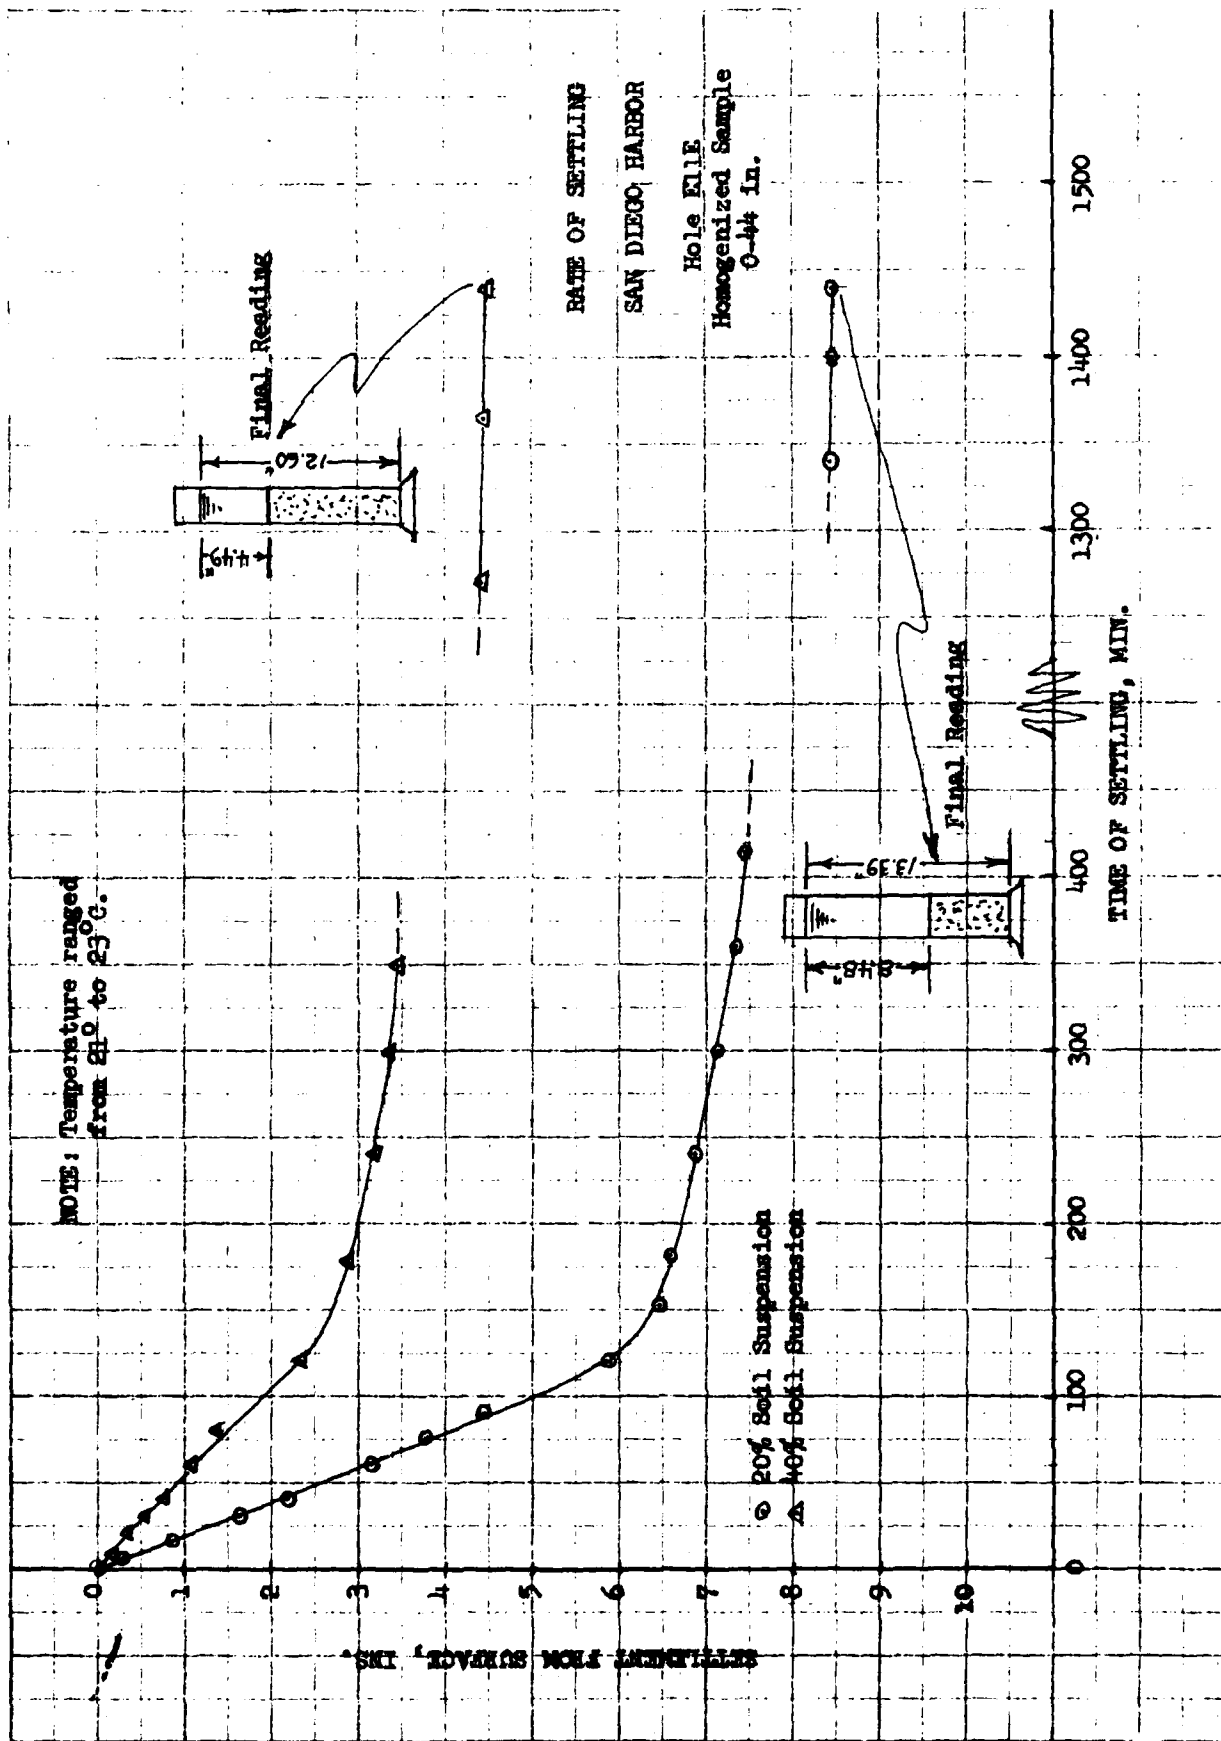 NOTE: Temperature ranged
from 21° to 23°C.
Final Reading
12.60"
4.49"
RATE OF SETTLING
SAN DIEGO HARBOR
Hole E11E
Homogenized Sample
0-44 in.
0
1
2
3
4
5
6
7
8
9
10
SETTLEMENT FROM SURFACE, INS.
20% Soil Suspension
40% Soil Suspension
13.39"
8.48"
Final Reading
0
100
200
300
400
1300
1400
1500
TIME OF SETTLING, MIN.